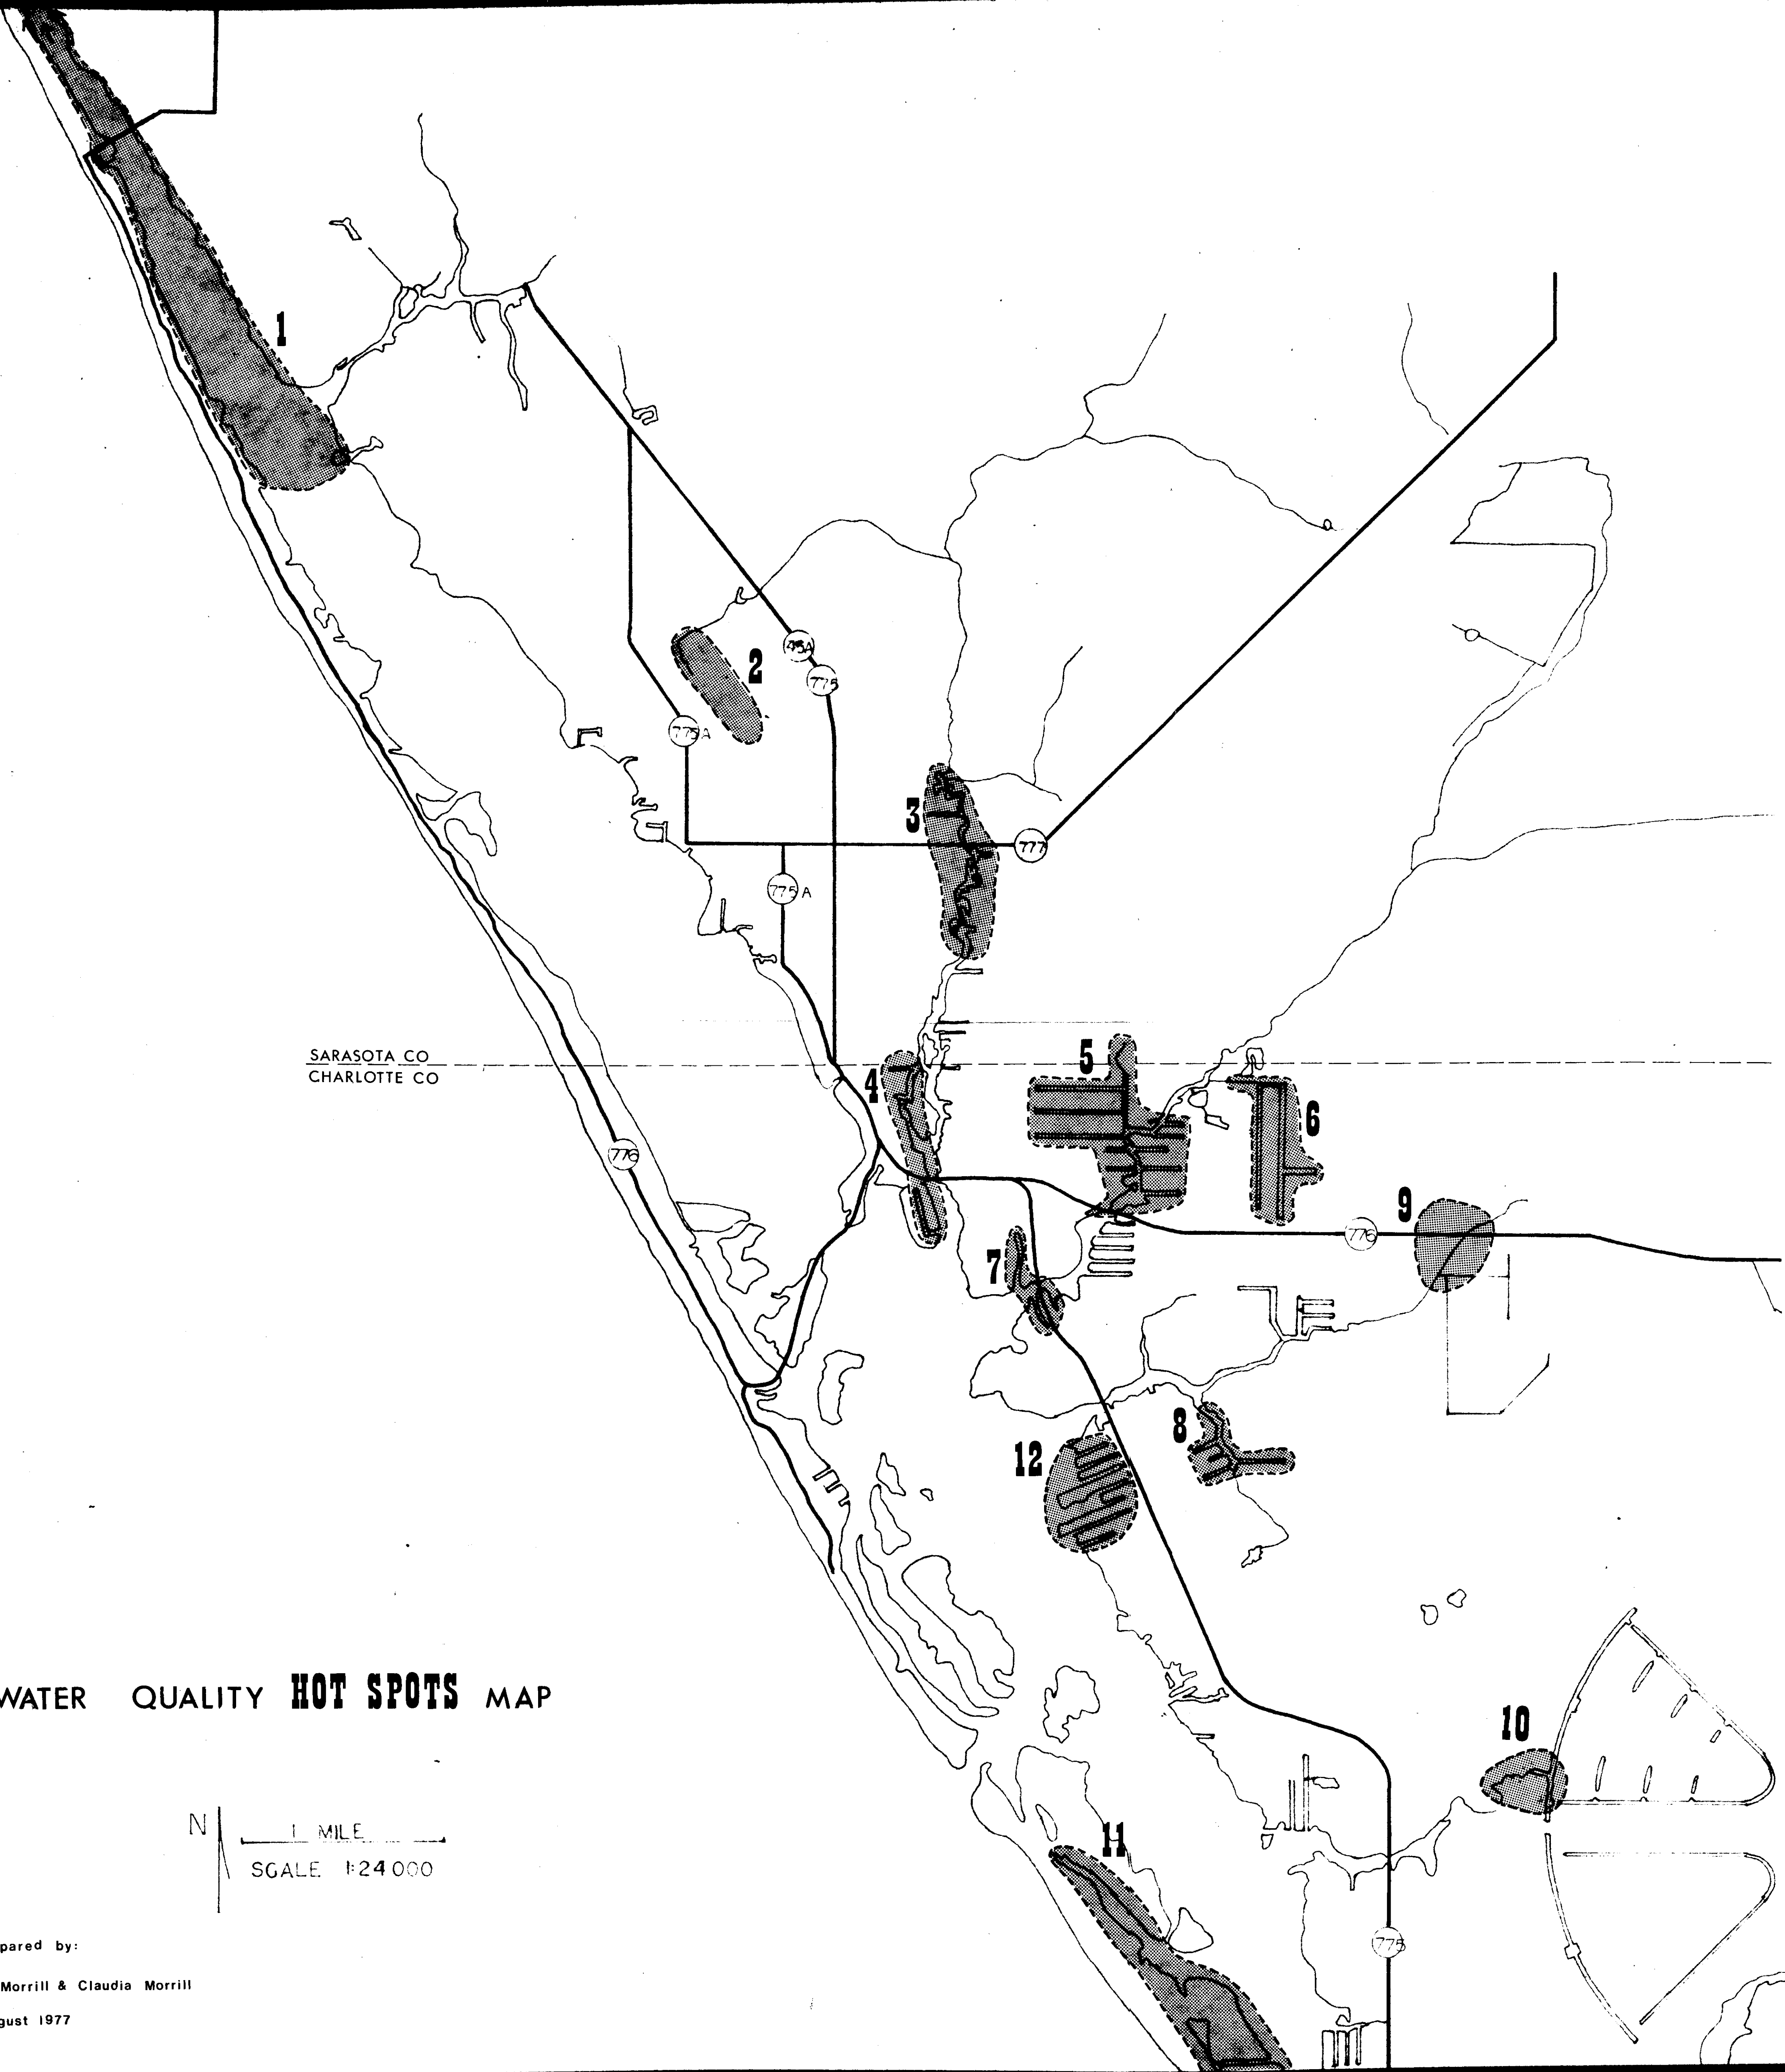 1
2
45A
775
775A
3
777
775A
SARASOTA CO
CHARLOTTE CO
4
5
6
776
7
9
776
8
12
WATER QUALITY HOT SPOTS MAP
10
N
1 MILE
SCALE 1:24000
11
775
pared by:
Morrill & Claudia Morrill
gust 1977